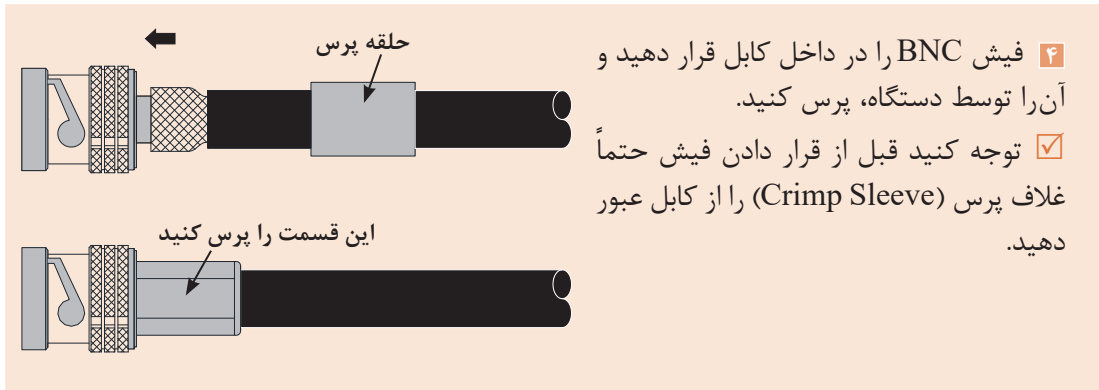 ۴ فیش BNC را در داخل کابل قرار دهید و
آن‌را توسط دستگاه، پرس کنید.
توجه کنید قبل از قرار دادن فیش حتماً
غلاف پرس (Crimp Sleeve) را از کابل عبور
دهید.
حلقه پرس
این قسمت را پرس کنید